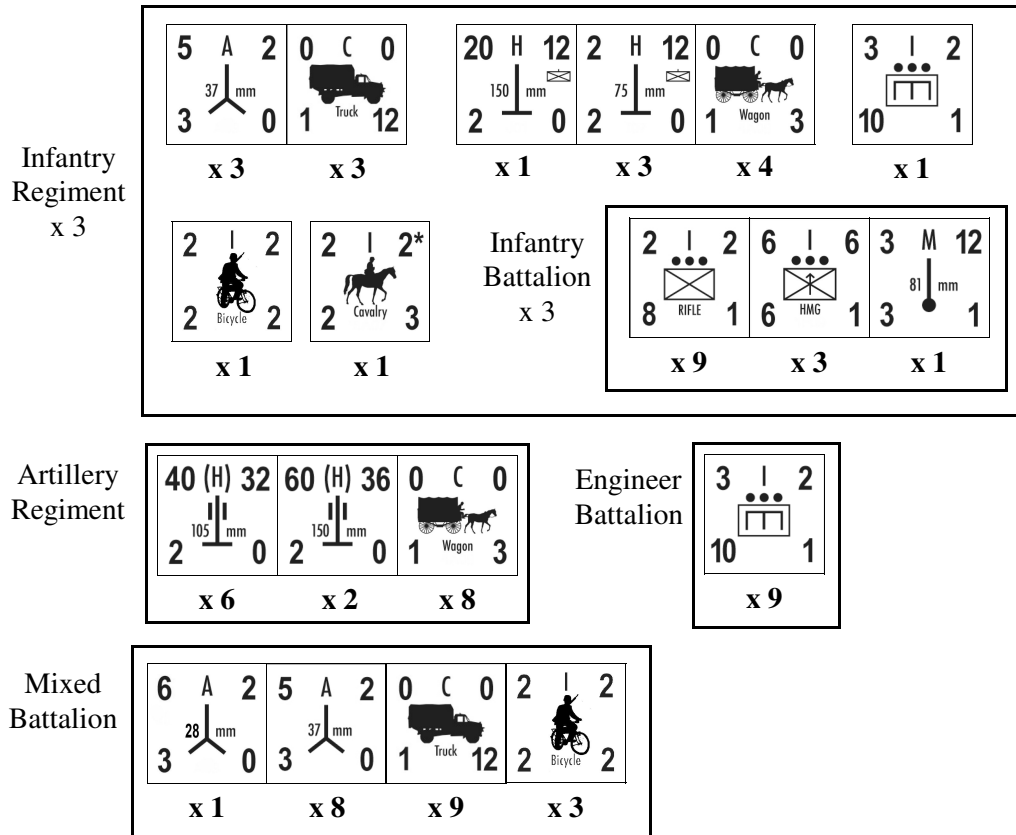 5 A 2 0 C 0 20 H 12 2 H 12 0 C 0 3 I 2
37 mm Truck 150 mm 75 mm Wagon
3 0 1 12 2 0 2 0 1 3 10 1
x 3 x 3 x 1 x 3 x 4 x 1
Infantry
Regiment
x 3
2 I 2 2 I 2*
Bicycle Cavalry
2 2 2 3
x 1 x 1
Infantry
Battalion
x 3
2 I 2 6 I 6 3 M 12
RIFLE HMG 81 mm
8 1 6 1 3 1
x 9 x 3 x 1
Artillery
Regiment
40 (H) 32 60 (H) 36 0 C 0
105 mm 150 mm Wagon
2 0 2 0 1 3
x 6 x 2 x 8
Engineer
Battalion
3 I 2
10 1
x 9
Mixed
Battalion
6 A 2 5 A 2 0 C 0 2 I 2
28 mm 37 mm Truck Bicycle
3 0 3 0 1 12 2 2
x 1 x 8 x 9 x 3